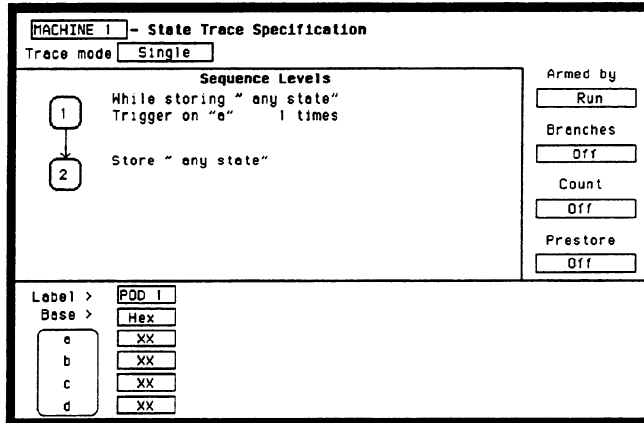 MACHINE 1 - State Trace Specification
Trace mode Single
Sequence Levels
1 While storing " any state"
Trigger on "a" 1 times
2 Store " any state"
Armed by
Run
Branches
Off
Count
Off
Prestore
Off
Label > POD 1
Base > Hex
a XX
b XX
c XX
d XX